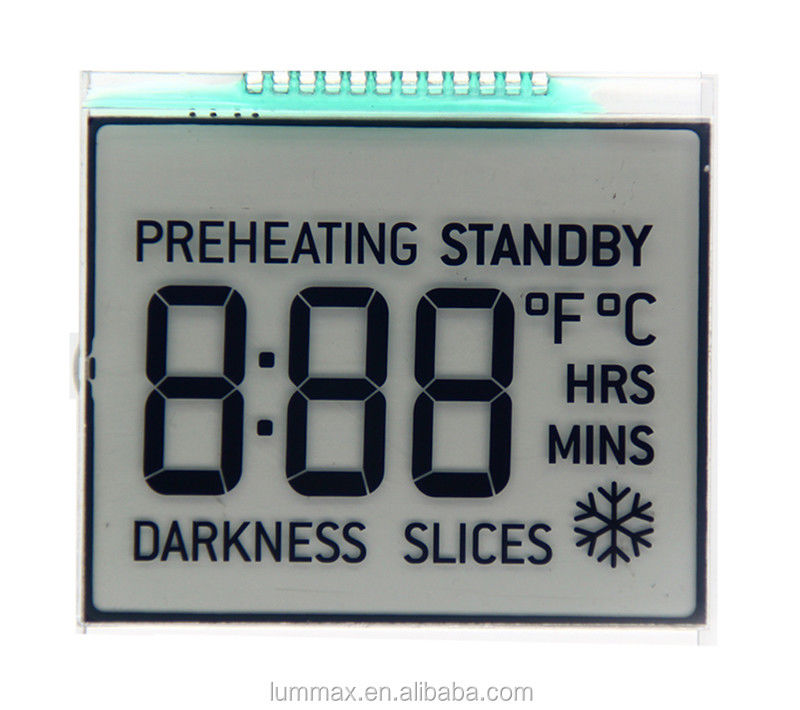 PREHEATING STANDBY
8:88 °F °C
HRS
MINS
DARKNESS SLICES
lummax.en.alibaba.com